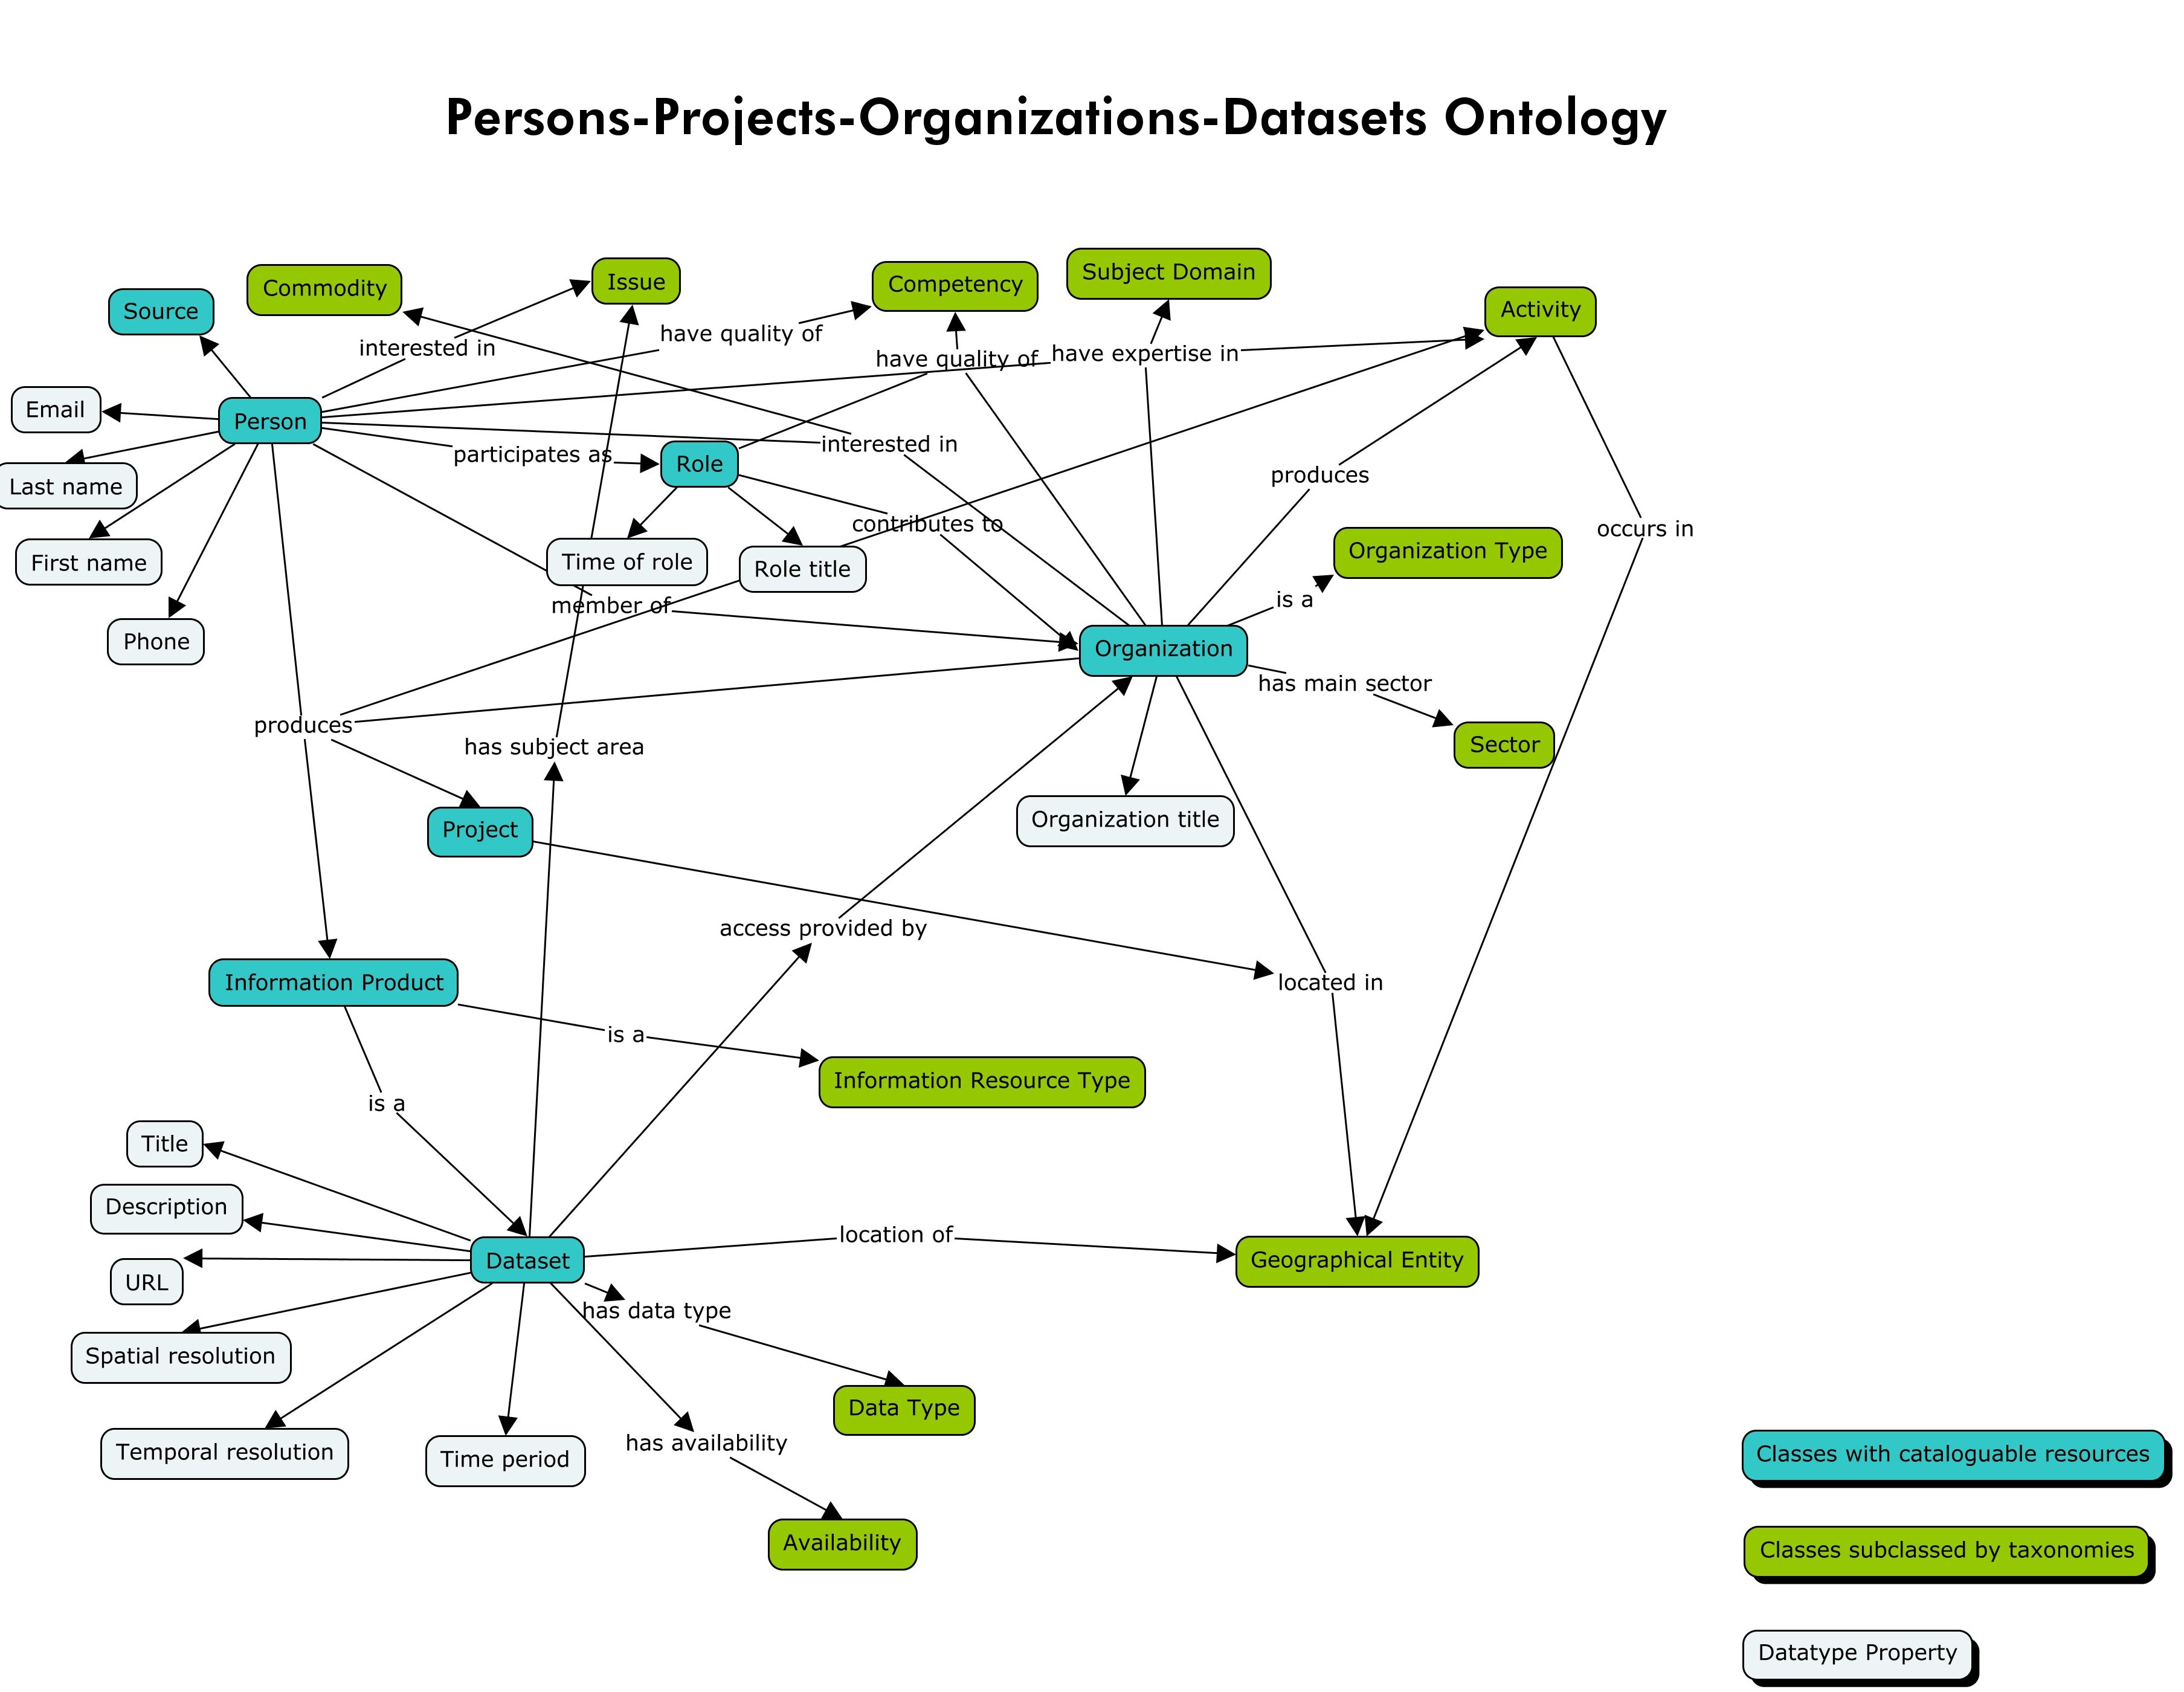 Persons-Projects-Organizations-Datasets Ontology
Subject Domain
Issue
Competency
Commodity
Activity
Source
have quality of
interested in
have quality of
have expertise in
Email
Person
interested in
participates as
Role
produces
Last name
contributes to
occurs in
Organization Type
First name
Time of role
Role title
is a
member of
Phone
Organization
has main sector
produces
has subject area
Sector
Organization title
Project
access provided by
Information Product
located in
is a
Information Resource Type
is a
Title
Description
location of
Dataset
Geographical Entity
URL
has data type
Spatial resolution
Data Type
has availability
Temporal resolution
Time period
Classes with cataloguable resources
Availability
Classes subclassed by taxonomies
Datatype Property